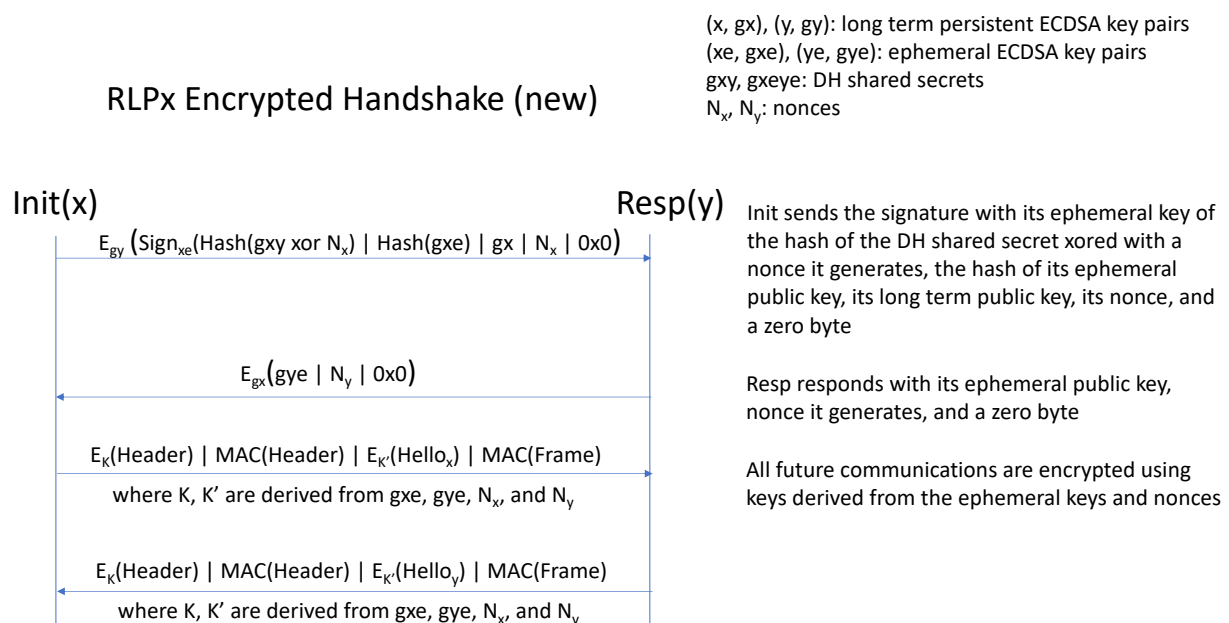 (x, gx), (y, gy): long term persistent ECDSA key pairs
(xe, gxe), (ye, gye): ephemeral ECDSA key pairs
gxy, gxeye: DH shared secrets
Nx, Ny: nonces
RLPx Encrypted Handshake (new)
Init(x)
Resp(y)
Egy (Signxe(Hash(gxy xor Nx) | Hash(gxe) | gx | Nx | 0x0)
Egx(gye | Ny | 0x0)
EK(Header) | MAC(Header) | EK’(Hellox) | MAC(Frame)
where K, K’ are derived from gxe, gye, Nx, and Ny
EK(Header) | MAC(Header) | EK’(Helloy) | MAC(Frame)
where K, K’ are derived from gxe, gye, Nx, and Ny
Init sends the signature with its ephemeral key of
the hash of the DH shared secret xored with a
nonce it generates, the hash of its ephemeral
public key, its long term public key, its nonce, and
a zero byte
Resp responds with its ephemeral public key,
nonce it generates, and a zero byte
All future communications are encrypted using
keys derived from the ephemeral keys and nonces